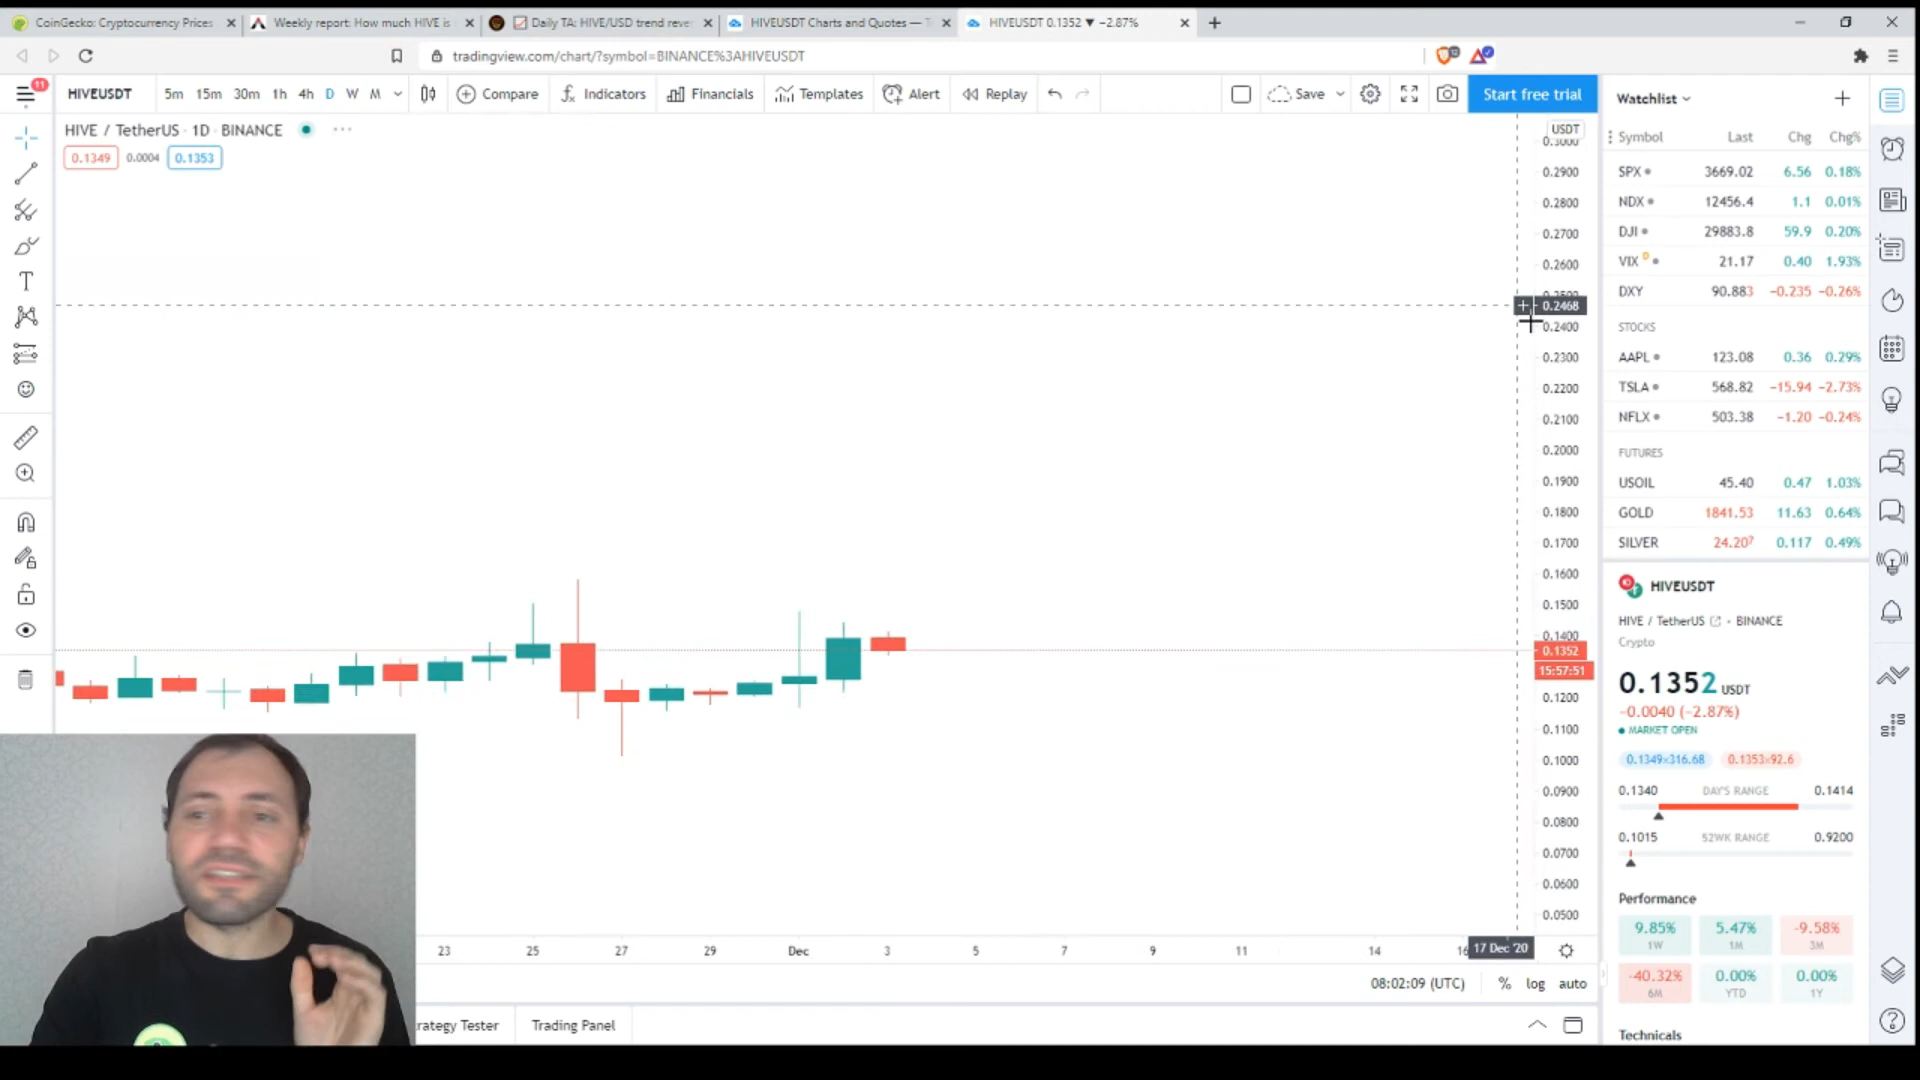 CoinGecko: Cryptocurrency Prices
Weekly report: How much HIVE is
Daily TA: HIVE/USD trend reve
HIVEUSDT Charts and Quotes — T
HIVEUSDT 0.1352 ▼ −2.87%
tradingview.com/chart/?symbol=BINANCE%3AHIVEUSDT
11
HIVEUSDT 5m 15m 30m 1h 4h D W M Compare Indicators Financials Templates Alert Replay Save Start free trial
HIVE / TetherUS · 1D · BINANCE
0.1349 0.0004 0.1353
USDT
0.3000
0.2900
0.2800
0.2700
0.2600
0.2500
0.2468
0.2400
0.2300
0.2200
0.2100
0.2000
0.1900
0.1800
0.1700
0.1600
0.1500
0.1400
0.1352
15:57:51
0.1200
0.1100
0.1000
0.0900
0.0800
0.0700
0.0600
0.0500
23 25 27 29 Dec 3 5 7 9 11 14 16 17 Dec '20
08:02:09 (UTC) % log auto
rategy Tester Trading Panel
Watchlist
Symbol Last Chg Chg%
SPX 3669.02 6.56 0.18%
NDX 12456.4 1.1 0.01%
DJI 29883.8 59.9 0.20%
VIX D 21.17 0.40 1.93%
DXY 90.883 −0.235 −0.26%
STOCKS
AAPL 123.08 0.36 0.29%
TSLA 568.82 −15.94 −2.73%
NFLX 503.38 −1.20 −0.24%
FUTURES
USOIL 45.40 0.47 1.03%
GOLD 1841.53 11.63 0.64%
SILVER 24.207 0.117 0.49%
HIVEUSDT
HIVE / TetherUS · BINANCE
Crypto
0.1352 USDT
−0.0040 (−2.87%)
MARKET OPEN
0.1349×316.68 0.1353×92.6
0.1340 DAY'S RANGE 0.1414
0.1015 52WK RANGE 0.9200
Performance
9.85% 5.47% -9.58%
1W 1M 3M
-40.32% 0.00% 0.00%
6M YTD 1Y
Technicals